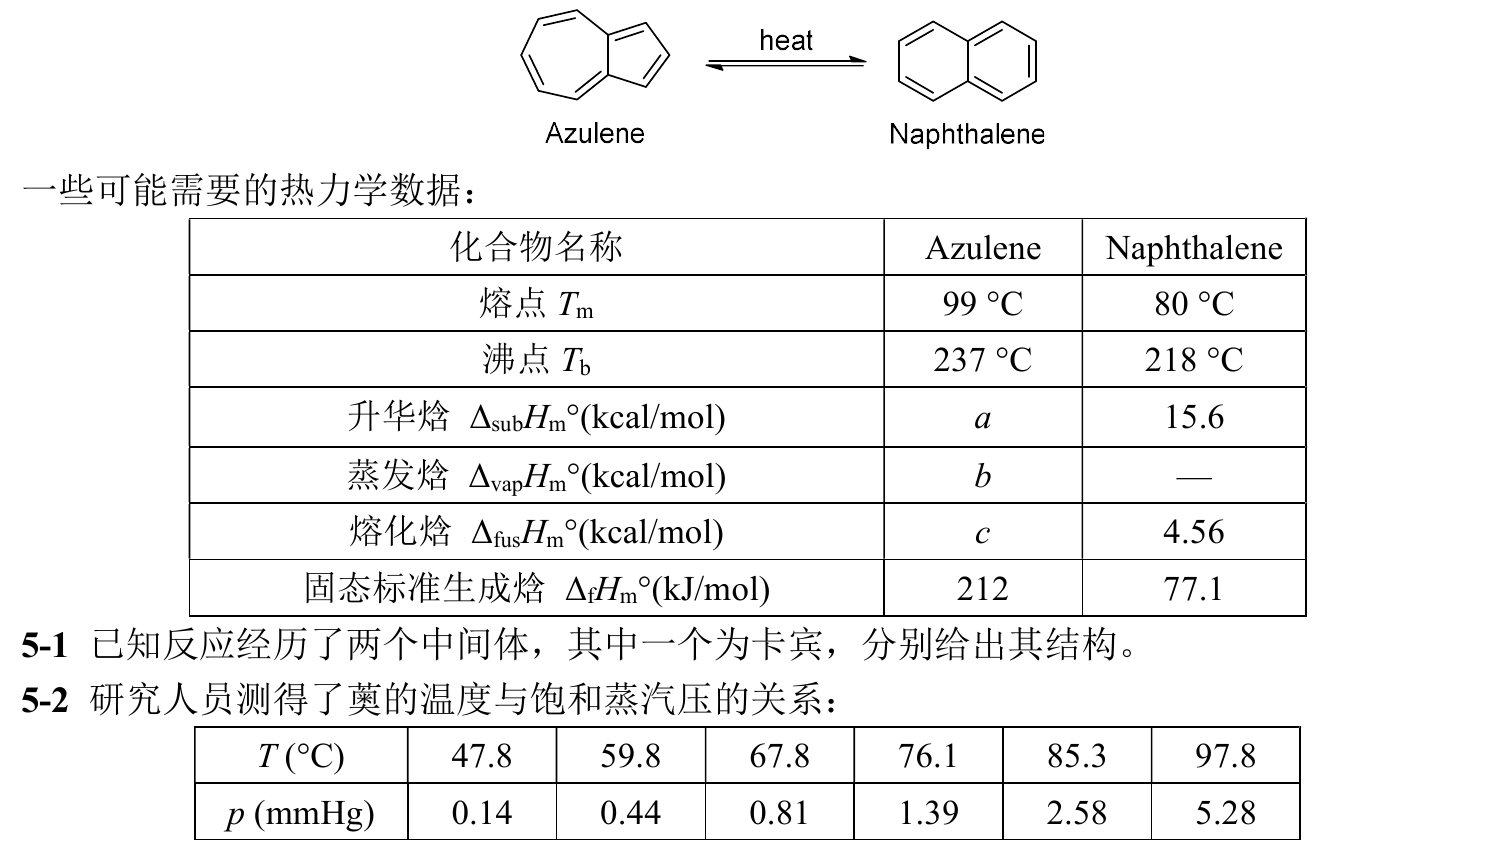 heat
Azulene Naphthalene
一些可能需要的热力学数据：
化合物名称 Azulene Naphthalene
熔点 Tm 99 °C 80 °C
沸点 Tb 237 °C 218 °C
升华焓 ΔsubHm°(kcal/mol) a 15.6
蒸发焓 ΔvapHm°(kcal/mol) b —
熔化焓 ΔfusHm°(kcal/mol) c 4.56
固态标准生成焓 ΔfHm°(kJ/mol) 212 77.1
5-1 已知反应经历了两个中间体，其中一个为卡宾，分别给出其结构。
5-2 研究人员测得了薁的温度与饱和蒸汽压的关系：
T (°C) 47.8 59.8 67.8 76.1 85.3 97.8
p (mmHg) 0.14 0.44 0.81 1.39 2.58 5.28